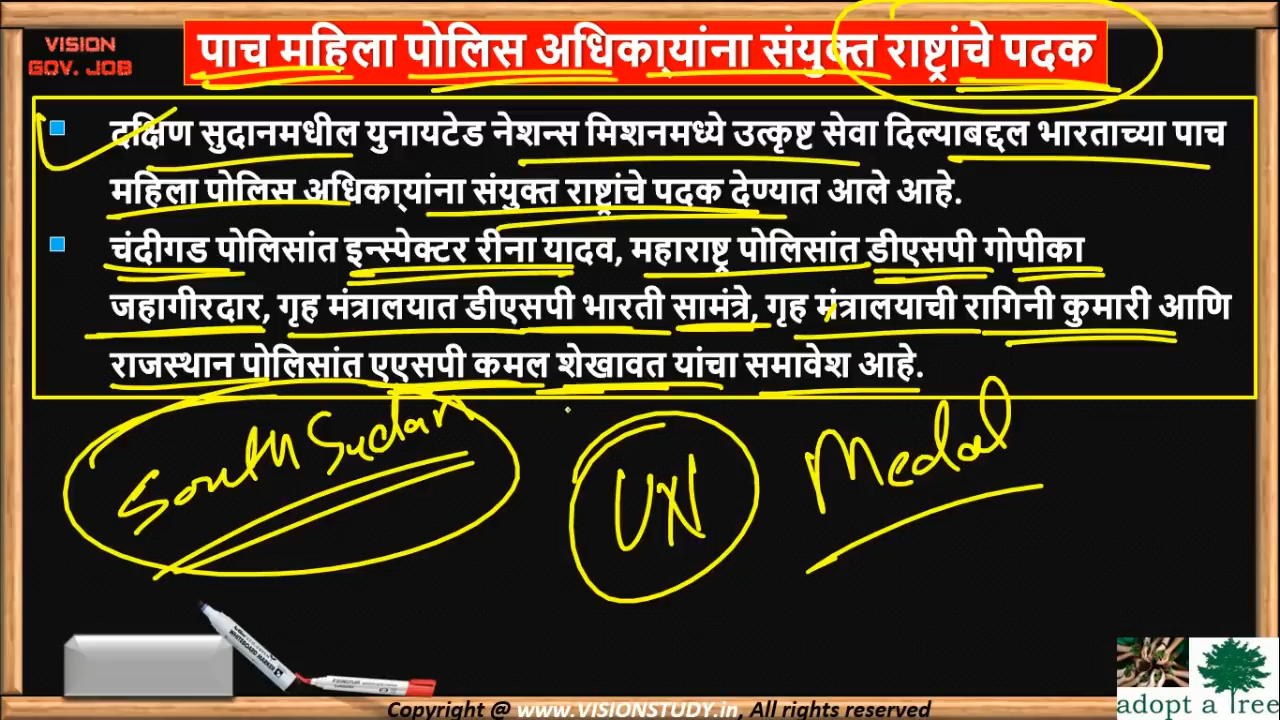 VISION
GOV. JOB
पाच महिला पोलिस अधिका्यांना संयुक्त राष्ट्रांचे पदक
दक्षिण सुदानमधील युनायटेड नेशन्स मिशनमध्ये उत्कृष्ट सेवा दिल्याबद्दल भारताच्या पाच
महिला पोलिस अधिका्यांना संयुक्त राष्ट्रांचे पदक देण्यात आले आहे.
चंदीगड पोलिसांत इन्स्पेक्टर रीना यादव, महाराष्ट्र पोलिसांत डीएसपी गोपीका
जहागीरदार, गृह मंत्रालयात डीएसपी भारती सामंत्रे, गृह मंत्रालयाची रागिनी कुमारी आणि
राजस्थान पोलिसांत एएसपी कमल शेखावत यांचा समावेश आहे.
South Sudan UN Medal
WHITEBOARD MARKER
adopt a Tree
Copyright @ www.VISIONSTUDY.in, All rights reserved